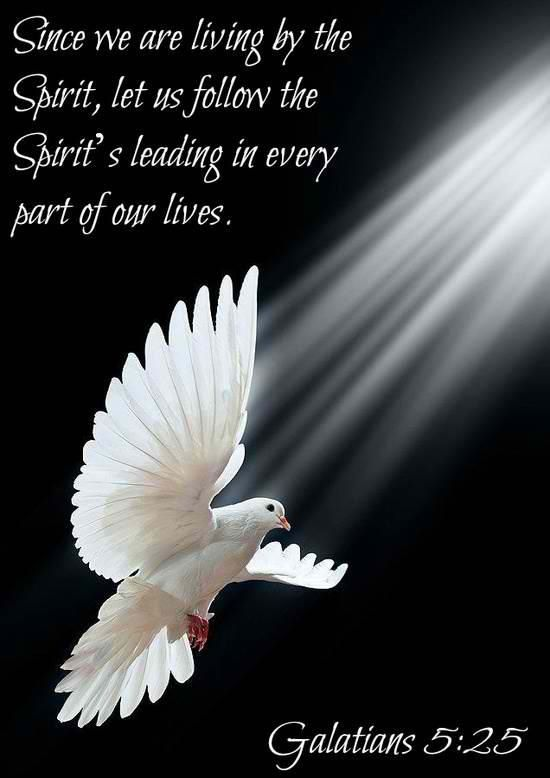 Since we are living by the
Spirit, let us follow the
Spirit's leading in every
part of our lives.
Galatians 5:25